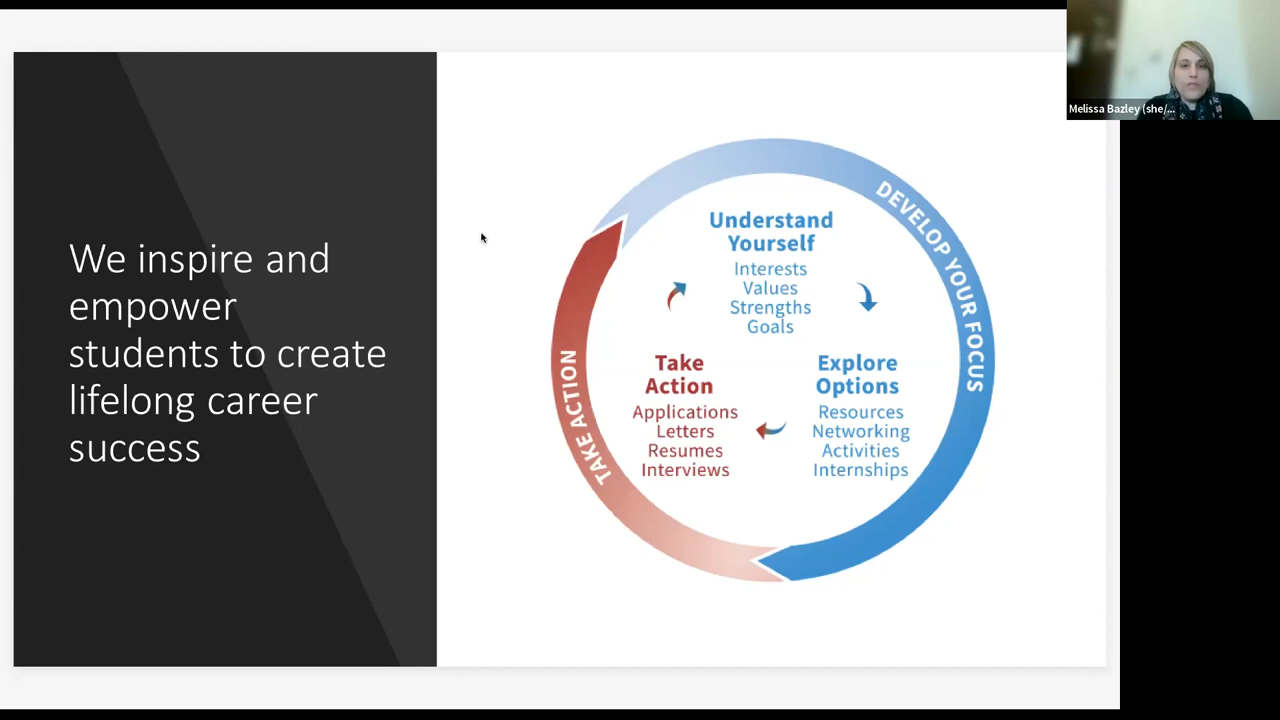 We inspire and
empower
students to create
lifelong career
success
Understand
Yourself
Interests
Values
Strengths
Goals
Explore
Options
Resources
Networking
Activities
Internships
Take
Action
Applications
Letters
Resumes
Interviews
DEVELOP YOUR FOCUS
TAKE ACTION
Melissa Bazley (she/...